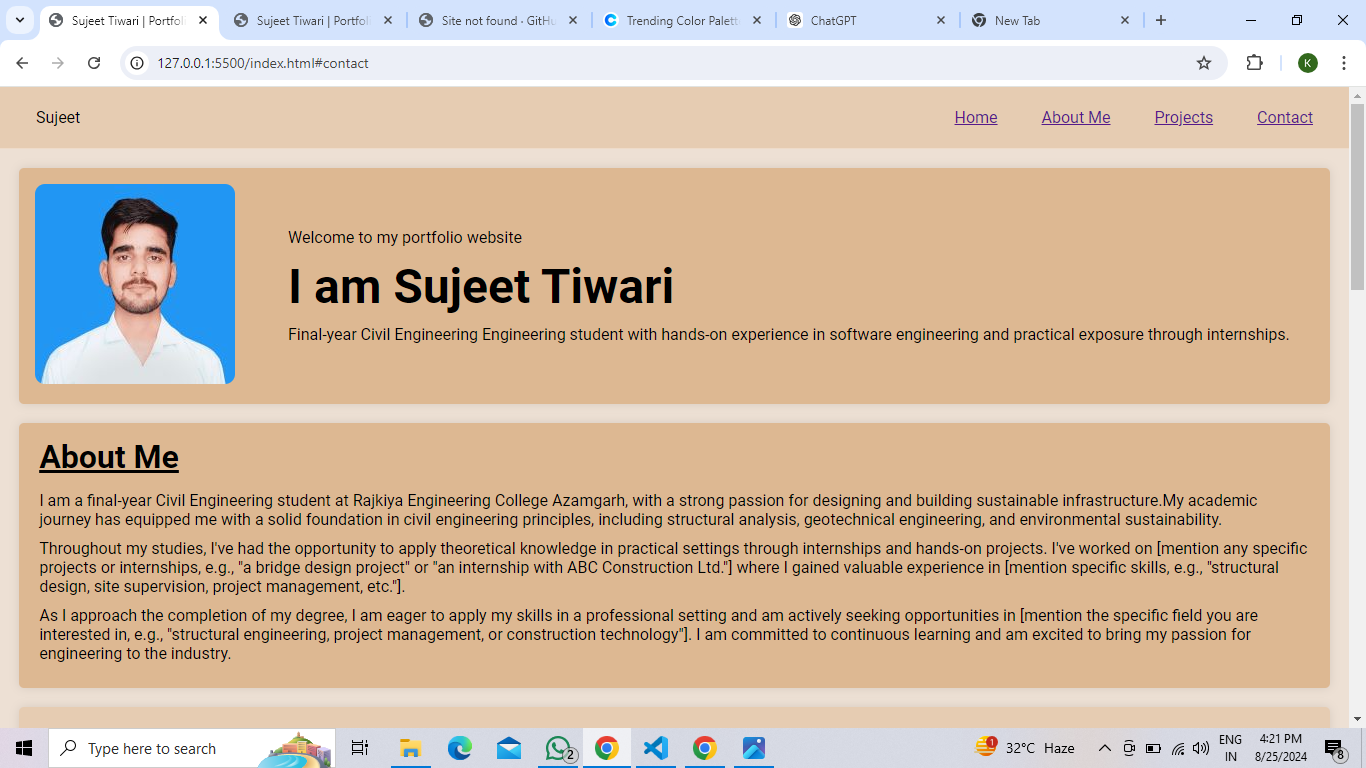 Sujeet Tiwari | Portfoli
Sujeet Tiwari | Portfoli
Site not found · GitHu
Trending Color Palette
ChatGPT
New Tab
127.0.0.1:5500/index.html#contact
K
Sujeet
Home
About Me
Projects
Contact
Welcome to my portfolio website
I am Sujeet Tiwari
Final-year Civil Engineering Engineering student with hands-on experience in software engineering and practical exposure through internships.
About Me
I am a final-year Civil Engineering student at Rajkiya Engineering College Azamgarh, with a strong passion for designing and building sustainable infrastructure.My academic
journey has equipped me with a solid foundation in civil engineering principles, including structural analysis, geotechnical engineering, and environmental sustainability.
Throughout my studies, I've had the opportunity to apply theoretical knowledge in practical settings through internships and hands-on projects. I've worked on [mention any specific
projects or internships, e.g., "a bridge design project" or "an internship with ABC Construction Ltd."] where I gained valuable experience in [mention specific skills, e.g., "structural
design, site supervision, project management, etc."].
As I approach the completion of my degree, I am eager to apply my skills in a professional setting and am actively seeking opportunities in [mention the specific field you are
interested in, e.g., "structural engineering, project management, or construction technology"]. I am committed to continuous learning and am excited to bring my passion for
engineering to the industry.
Type here to search
2
1
32°C Haze
ENG
IN
4:21 PM
8/25/2024
8